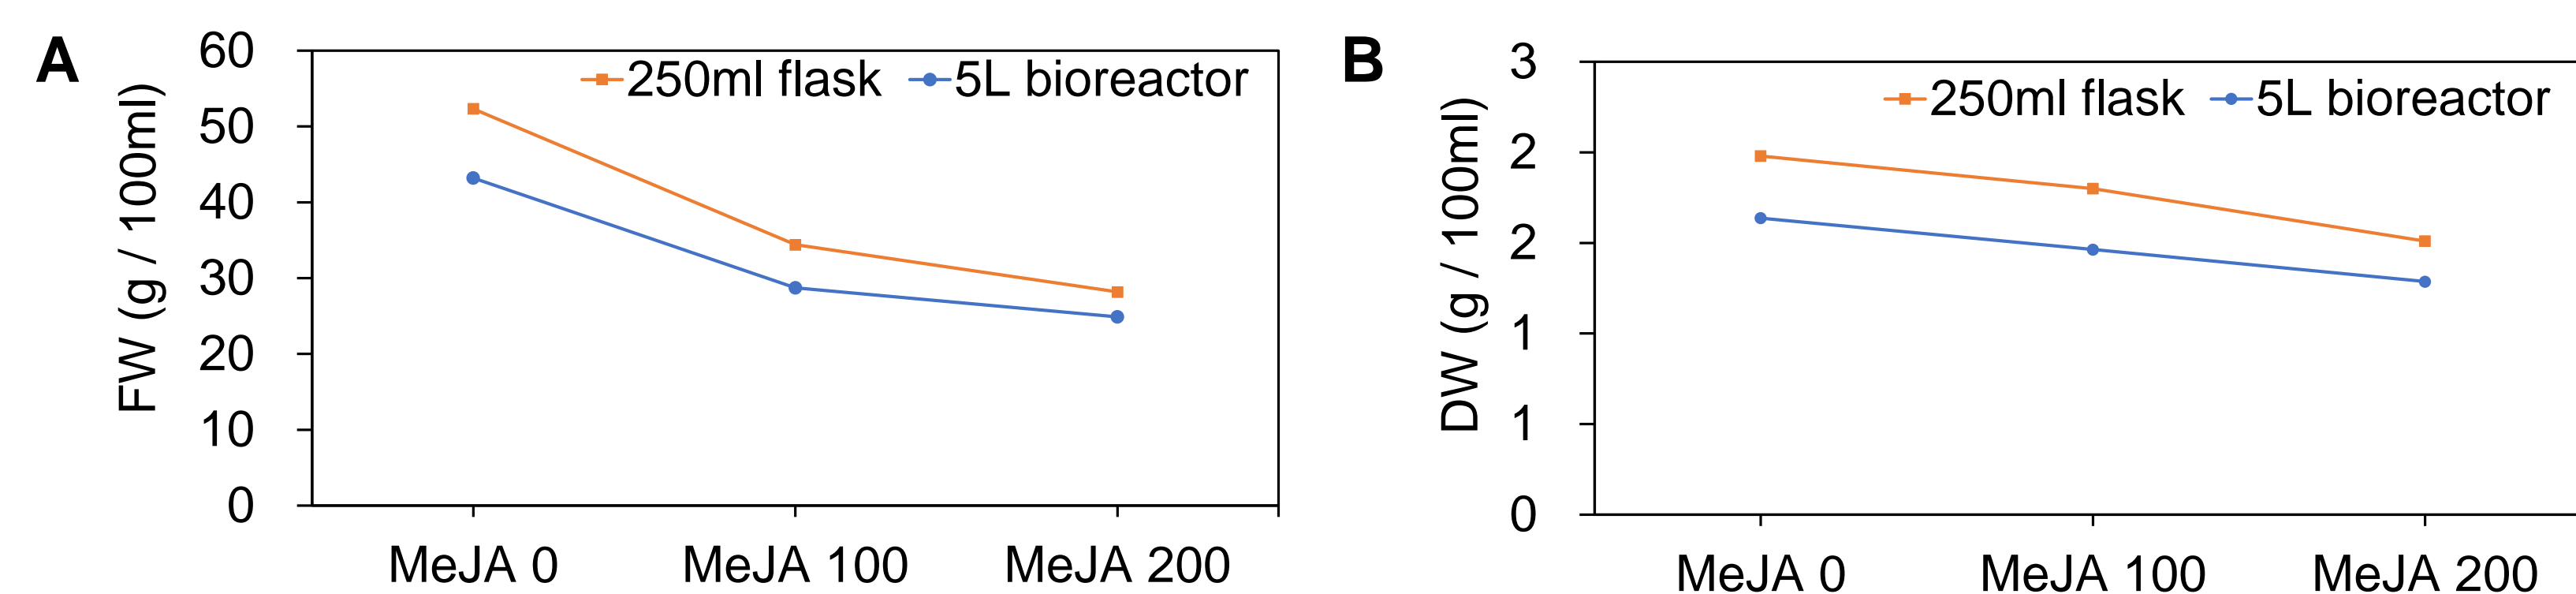 A
FW (g / 100ml)
60
50
40
30
20
10
0
250ml flask
5L bioreactor
MeJA 0
MeJA 100
MeJA 200
B
DW (g / 100ml)
3
2
2
1
1
0
250ml flask
5L bioreactor
MeJA 0
MeJA 100
MeJA 200